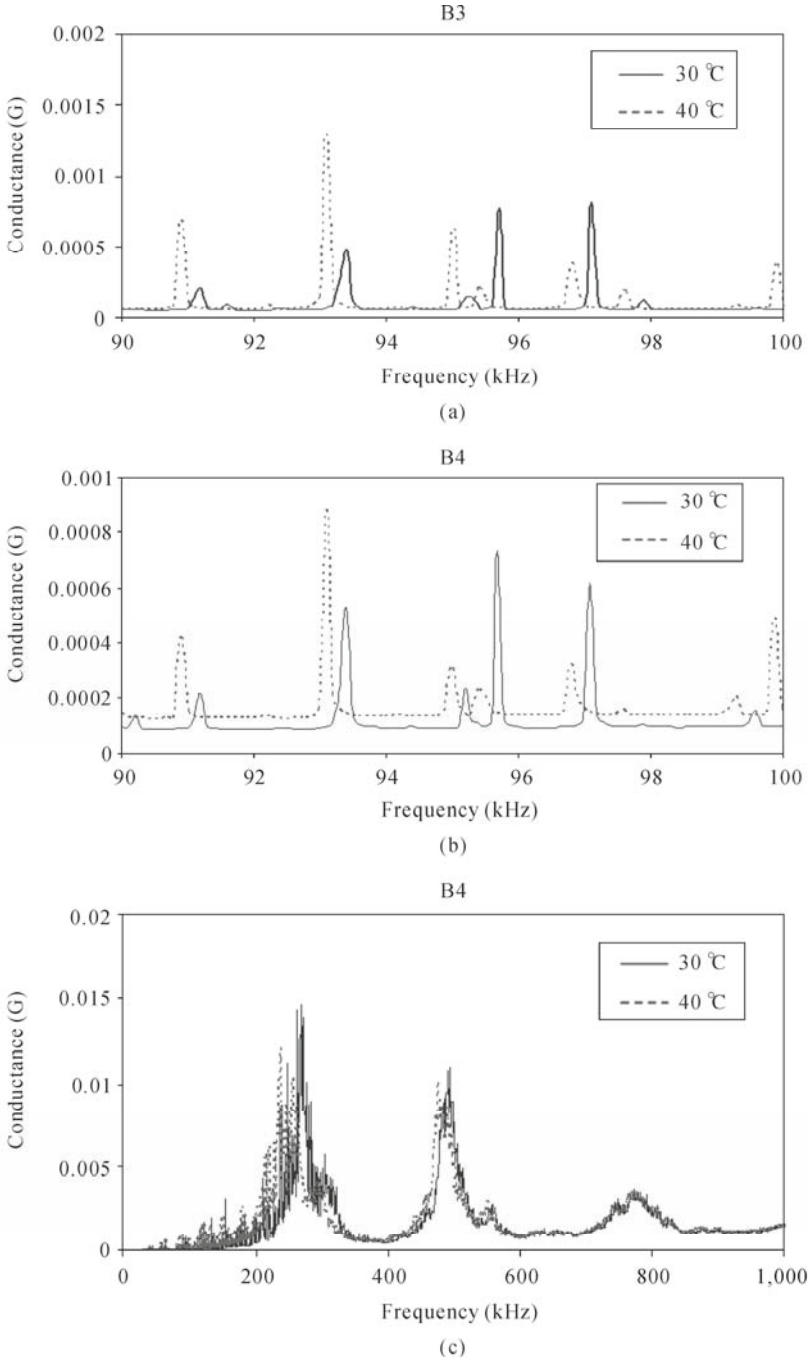 B3
0.002
0.0015
0.001
0.0005
0
Conductance (G)
30 ℃
40 ℃
90 92 94 96 98 100
Frequency (kHz)
(a)
B4
0.001
0.0008
0.0006
0.0004
0.0002
0
Conductance (G)
30 ℃
40 ℃
90 92 94 96 98 100
Frequency (kHz)
(b)
B4
0.02
0.015
0.01
0.005
0
Conductance (G)
30 ℃
40 ℃
0 200 400 600 800 1,000
Frequency (kHz)
(c)